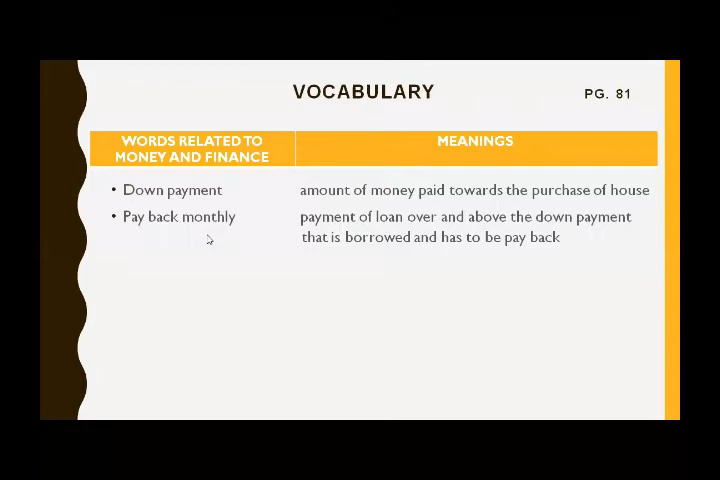 VOCABULARY
PG. 81
WORDS RELATED TO
MONEY AND FINANCE
MEANINGS
• Down payment
amount of money paid towards the purchase of house
• Pay back monthly
payment of loan over and above the down payment
that is borrowed and has to be pay back